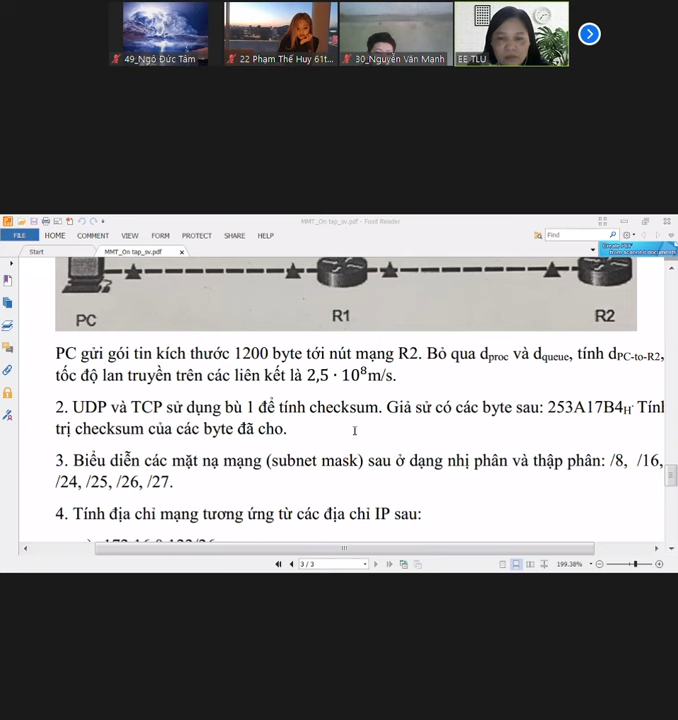 49_Ngô Đức Tâm
22 Phạm Thế Huy 61t...
30_Nguyễn Văn Mạnh
EE TLU
MMT_On tap_sv.pdf - Foxit Reader
FILE HOME COMMENT VIEW FORM PROTECT SHARE HELP
Find
Start MMT_On tap_sv.pdf
PC R1 R2
PC gửi gói tin kích thước 1200 byte tới nút mạng R2. Bỏ qua dproc và dqueue, tính dPC-to-R2,
tốc độ lan truyền trên các liên kết là 2,5 · 10⁸m/s.
2. UDP và TCP sử dụng bù 1 để tính checksum. Giả sử có các byte sau: 253A17B4H. Tính
trị checksum của các byte đã cho.
3. Biểu diễn các mặt nạ mạng (subnet mask) sau ở dạng nhị phân và thập phân: /8, /16,
/24, /25, /26, /27.
4. Tính địa chỉ mạng tương ứng từ các địa chỉ IP sau:
3 / 3
199.38%